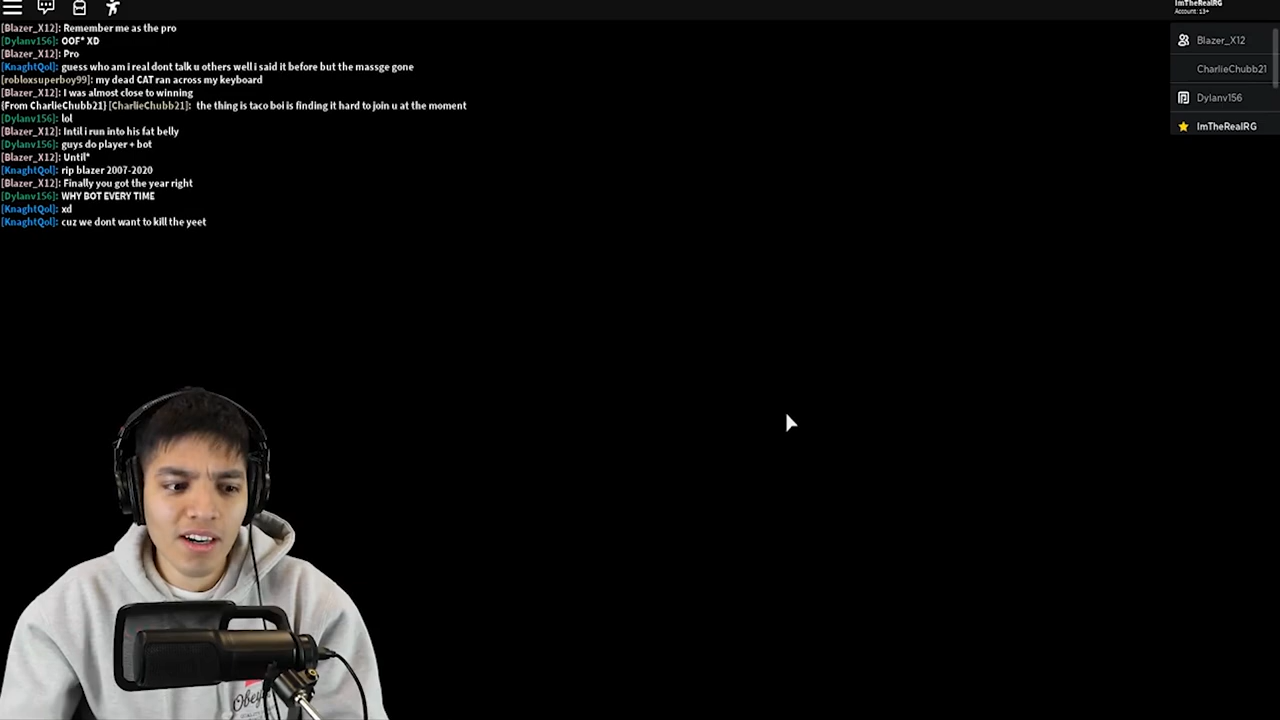 ImTheRealRG
Account: 13+
[Blazer_X12]: Remember me as the pro
[Dylanv156]: OOF* XD
[Blazer_X12]: Pro
[KnaghtQol]: guess who am i real dont talk u others well i said it before but the massge gone
[robloxsuperboy99]: my dead CAT ran across my keyboard
[Blazer_X12]: I was almost close to winning
{From CharlieChubb21} [CharlieChubb21]: the thing is taco boi is finding it hard to join u at the moment
[Dylanv156]: lol
[Blazer_X12]: Intil i run into his fat belly
[Dylanv156]: guys do player + bot
[Blazer_X12]: Until*
[KnaghtQol]: rip blazer 2007-2020
[Blazer_X12]: Finally you got the year right
[Dylanv156]: WHY BOT EVERY TIME
[KnaghtQol]: xd
[KnaghtQol]: cuz we dont want to kill the yeet
Blazer_X12
CharlieChubb21
Dylanv156
ImTheRealRG